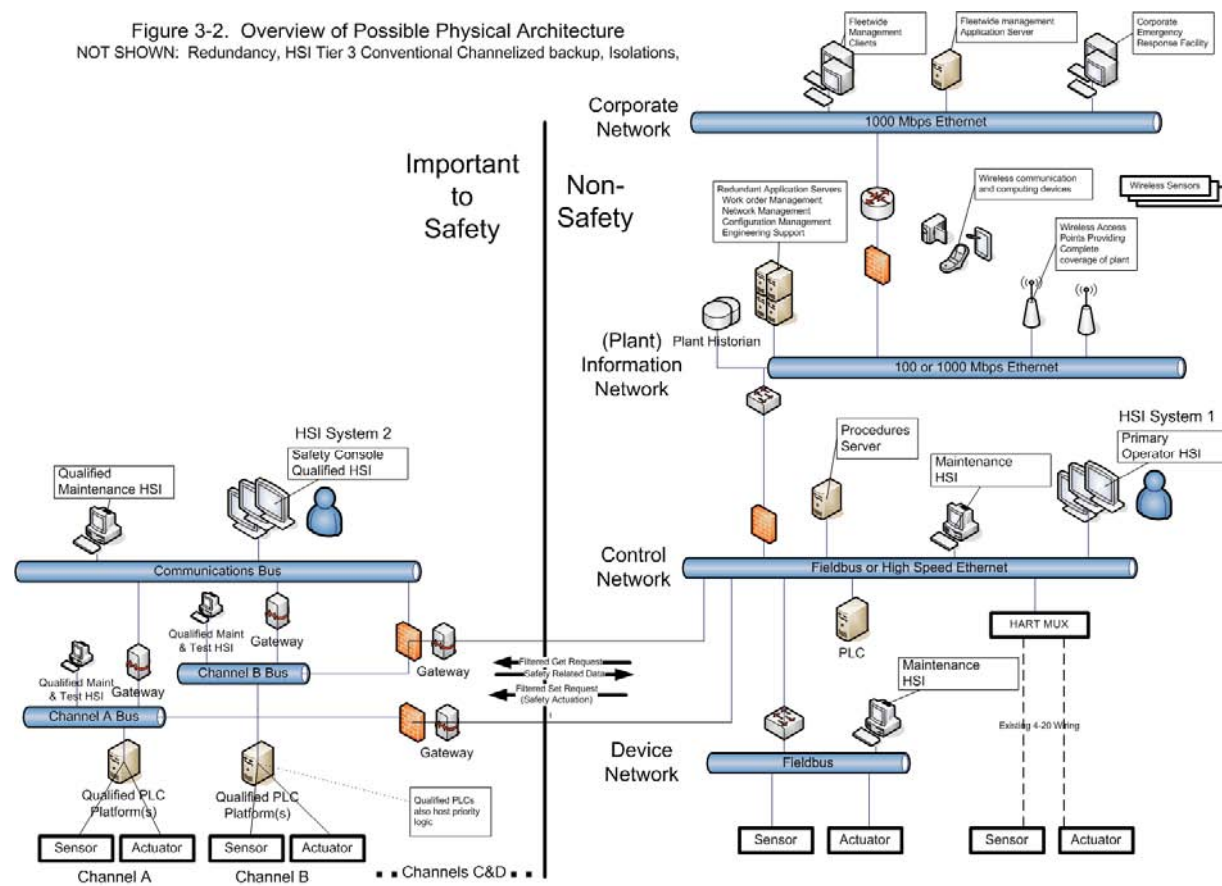 Figure 3-2. Overview of Possible Physical Architecture
NOT SHOWN: Redundancy, HSI Tier 3 Conventional Channelized backup, Isolations,
Fleetwide
Management
Clients
Fleetwide management
Application Server
Corporate
Emergency
Response Facility
Corporate
Network
1000 Mbps Ethernet
Important
to
Safety
Non-
Safety
Redundant Application Servers
Work order Management
Network Management
Configuration Management
Engineering Support
Wireless communication
and computing devices
Wireless Sensors
Wireless Access
Points Providing
Complete
coverage of plant
Plant Historian
(Plant)
Information
Network
100 or 1000 Mbps Ethernet
HSI System 2
Safety Console
Qualified HSI
Qualified
Maintenance HSI
Procedures
Server
Maintenance
HSI
HSI System 1
Primary
Operator HSI
Communications Bus
Control
Network
Fieldbus or High Speed Ethernet
Qualified Maint
& Test HSI
Gateway
Qualified Maint
& Test HSI
Gateway
Channel B Bus
Gateway
Channel A Bus
Gateway
Filtered Get Request
Safety Related Data
Filtered Set Request
(Safety Actuation)
PLC
HART MUX
Maintenance
HSI
Existing 4-20 Wiring
Device
Network
Fieldbus
Qualified PLC
Platform(s)
Qualified PLC
Platform(s)
Qualified PLCs
also host priority
logic
Sensor
Actuator
Sensor
Actuator
Sensor
Actuator
Sensor
Actuator
Channel A
Channel B
Channels C&D